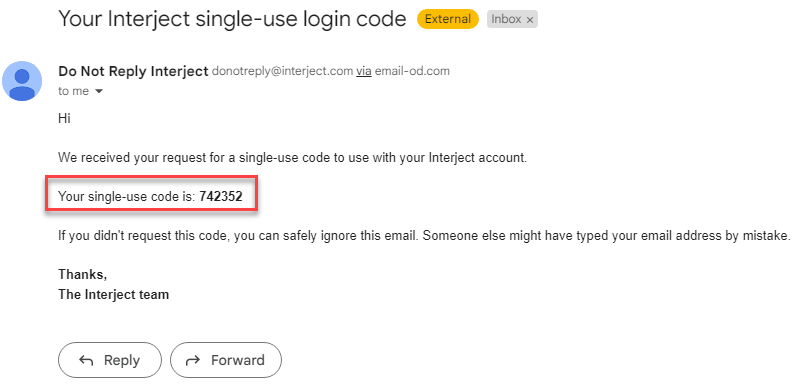 Your Interject single-use login code External Inbox ×
Do Not Reply Interject donotreply@interject.com via email-od.com
to me
Hi
We received your request for a single-use code to use with your Interject account.
Your single-use code is: 742352
If you didn't request this code, you can safely ignore this email. Someone else might have typed your email address by mistake.
Thanks,
The Interject team
Reply Forward